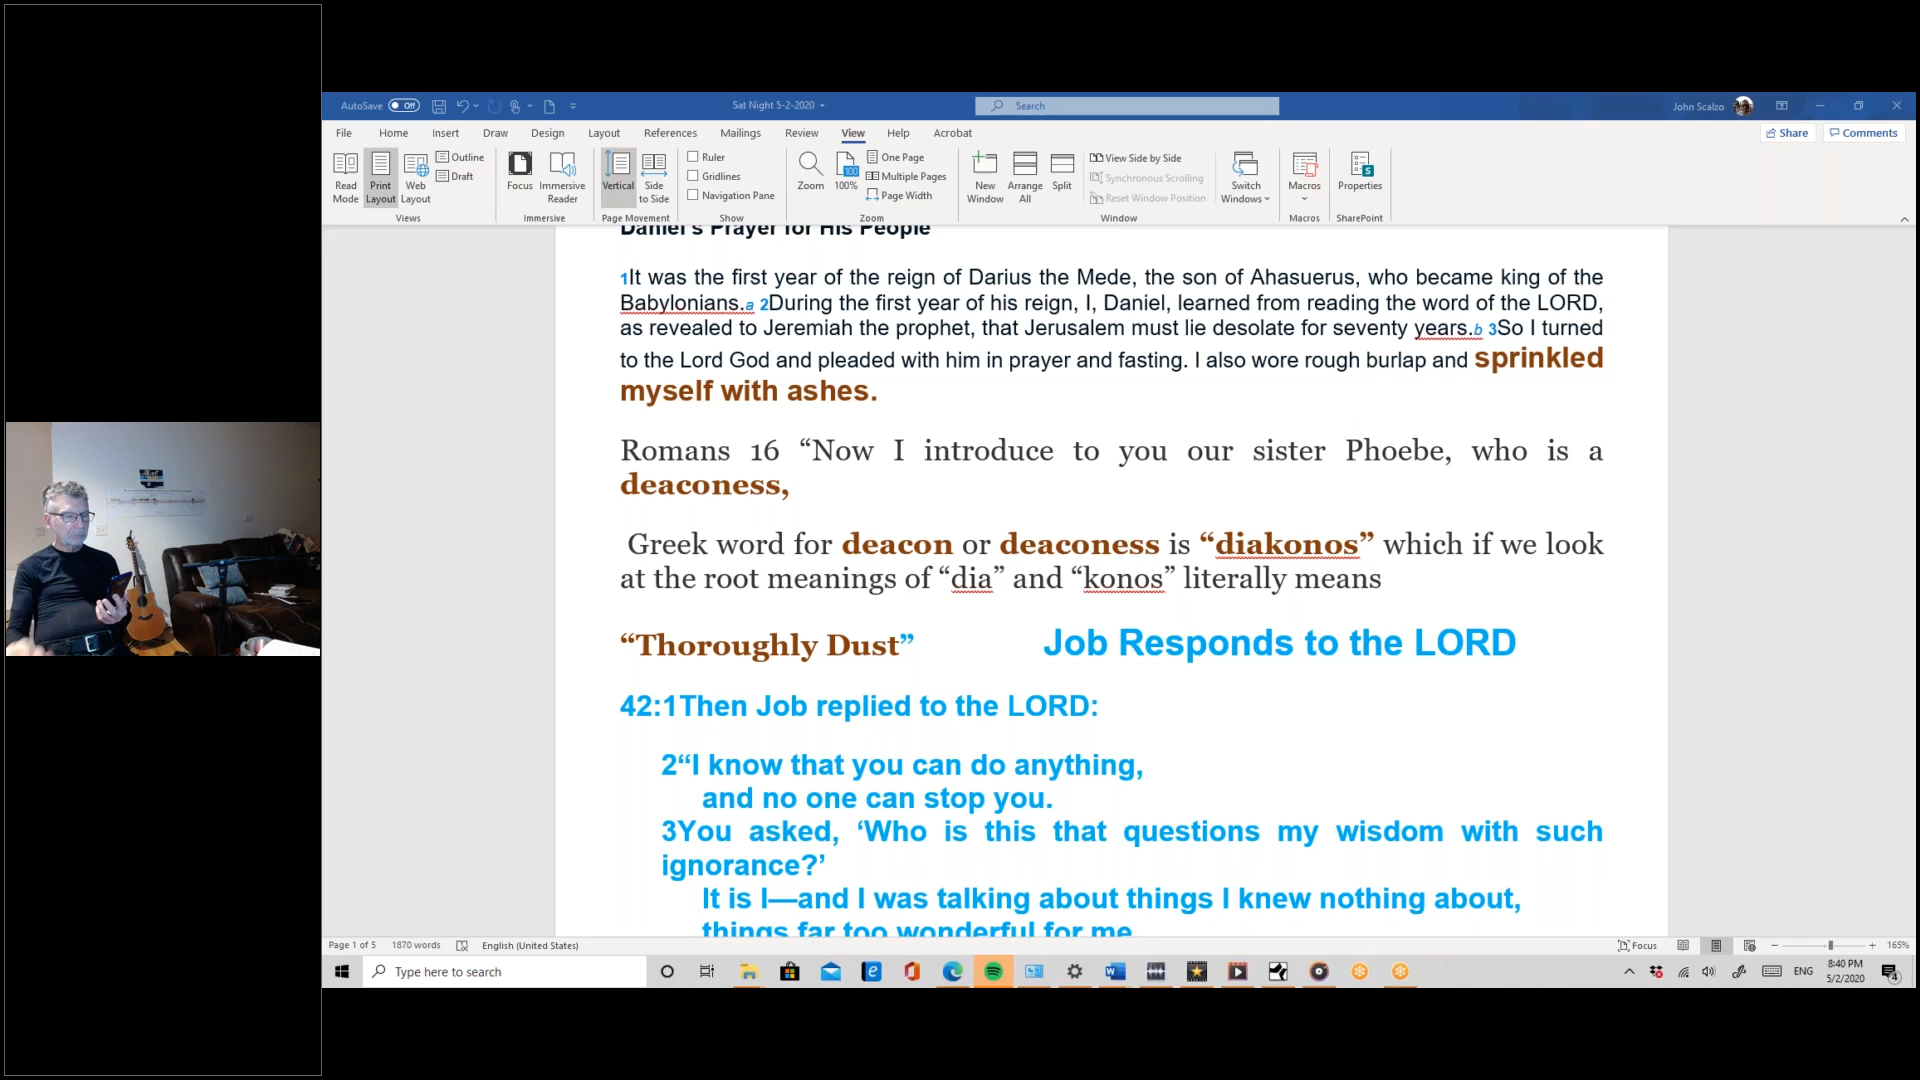 AutoSave Off Sat Night 5-2-2020 Search John Scalzo
File Home Insert Draw Design Layout References Mailings Review View Help Acrobat Share Comments
Read Mode
Print Layout
Web Layout
Outline
Draft
Views
Focus
Immersive Reader
Immersive
Vertical
Side to Side
Page Movement
Ruler
Gridlines
Navigation Pane
Show
Zoom
100
100%
One Page
Multiple Pages
Page Width
Zoom
New Window
Arrange All
Split
View Side by Side
Synchronous Scrolling
Reset Window Position
Window
Switch Windows
Macros
Macros
Properties
SharePoint
Daniel's Prayer for His People
1It was the first year of the reign of Darius the Mede, the son of Ahasuerus, who became king of the
Babylonians.a 2During the first year of his reign, I, Daniel, learned from reading the word of the LORD,
as revealed to Jeremiah the prophet, that Jerusalem must lie desolate for seventy years.b 3So I turned
to the Lord God and pleaded with him in prayer and fasting. I also wore rough burlap and sprinkled
myself with ashes.
Romans 16 “Now I introduce to you our sister Phoebe, who is a
deaconess,
Greek word for deacon or deaconess is “diakonos” which if we look
at the root meanings of “dia” and “konos” literally means
“Thoroughly Dust” Job Responds to the LORD
42:1Then Job replied to the LORD:
2“I know that you can do anything,
and no one can stop you.
3You asked, ‘Who is this that questions my wisdom with such
ignorance?’
It is I—and I was talking about things I knew nothing about,
things far too wonderful for me
Page 1 of 5 1870 words English (United States) Focus 165%
Type here to search ENG 8:40 PM
5/2/2020 4